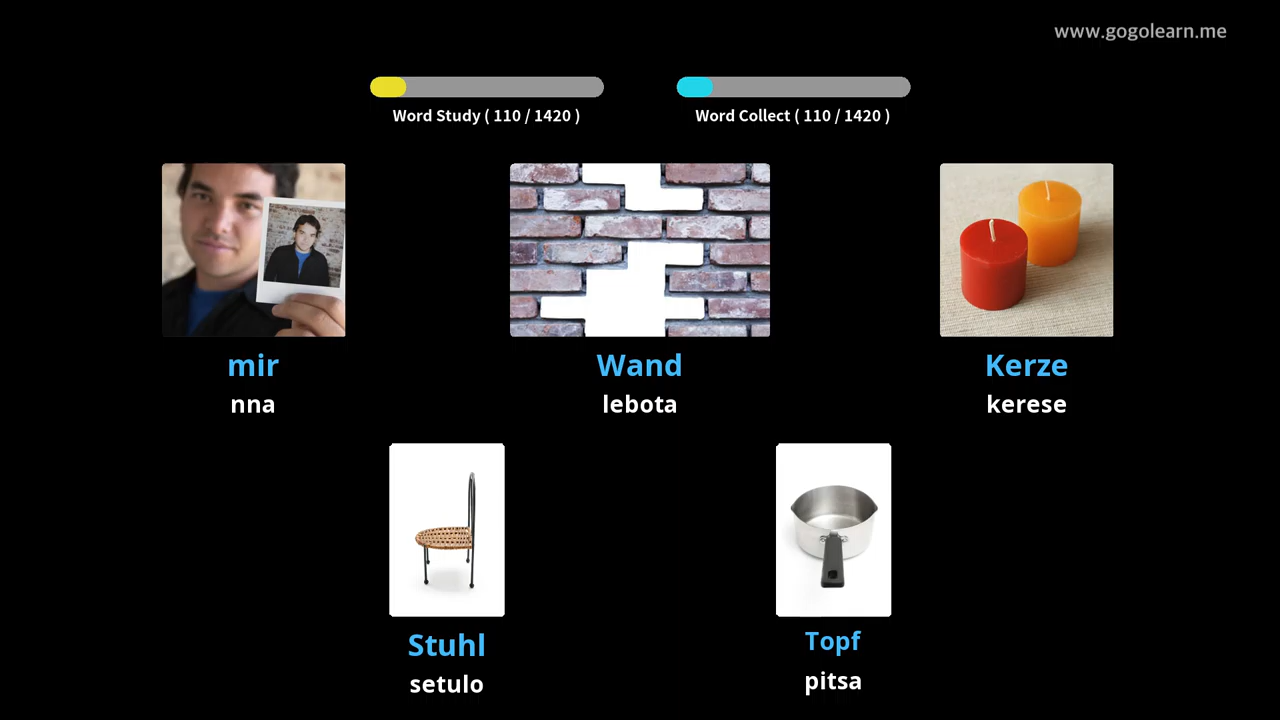 www.gogolearn.me
Word Study ( 110 / 1420 )
Word Collect ( 110 / 1420 )
mir
nna
Wand
lebota
Kerze
kerese
Stuhl
setulo
Topf
pitsa